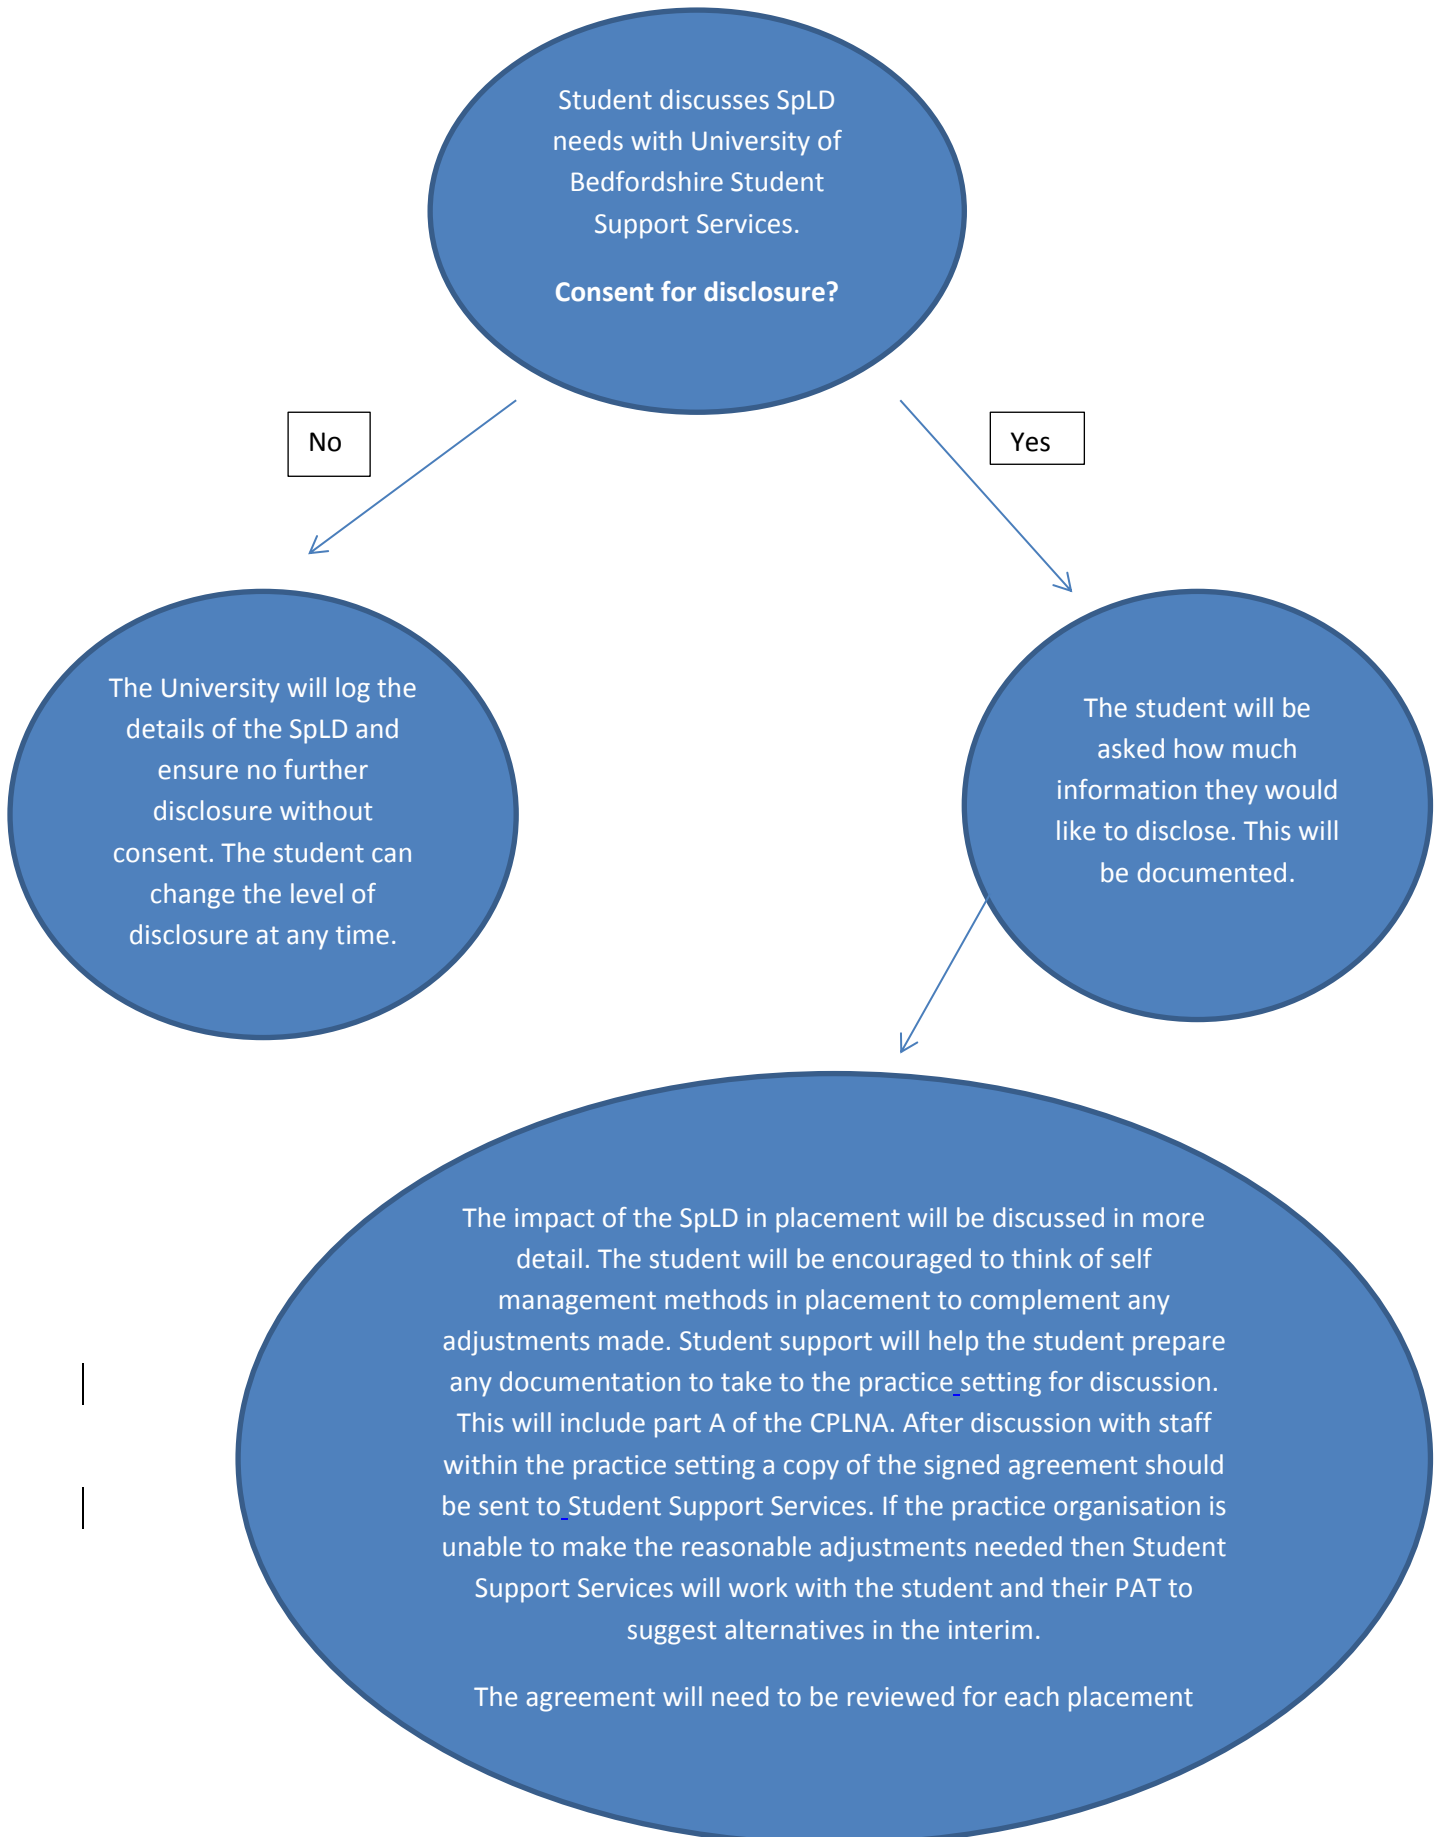 Student discusses SpLD
needs with University of
Bedfordshire Student
Support Services.
Consent for disclosure?
No
Yes
The University will log the
details of the SpLD and
ensure no further
disclosure without
consent. The student can
change the level of
disclosure at any time.
The student will be
asked how much
information they would
like to disclose. This will
be documented.
The impact of the SpLD in placement will be discussed in more
detail. The student will be encouraged to think of self
management methods in placement to complement any
adjustments made. Student support will help the student prepare
any documentation to take to the practice setting for discussion.
This will include part A of the CPLNA. After discussion with staff
within the practice setting a copy of the signed agreement should
be sent to Student Support Services. If the practice organisation is
unable to make the reasonable adjustments needed then Student
Support Services will work with the student and their PAT to
suggest alternatives in the interim.
The agreement will need to be reviewed for each placement